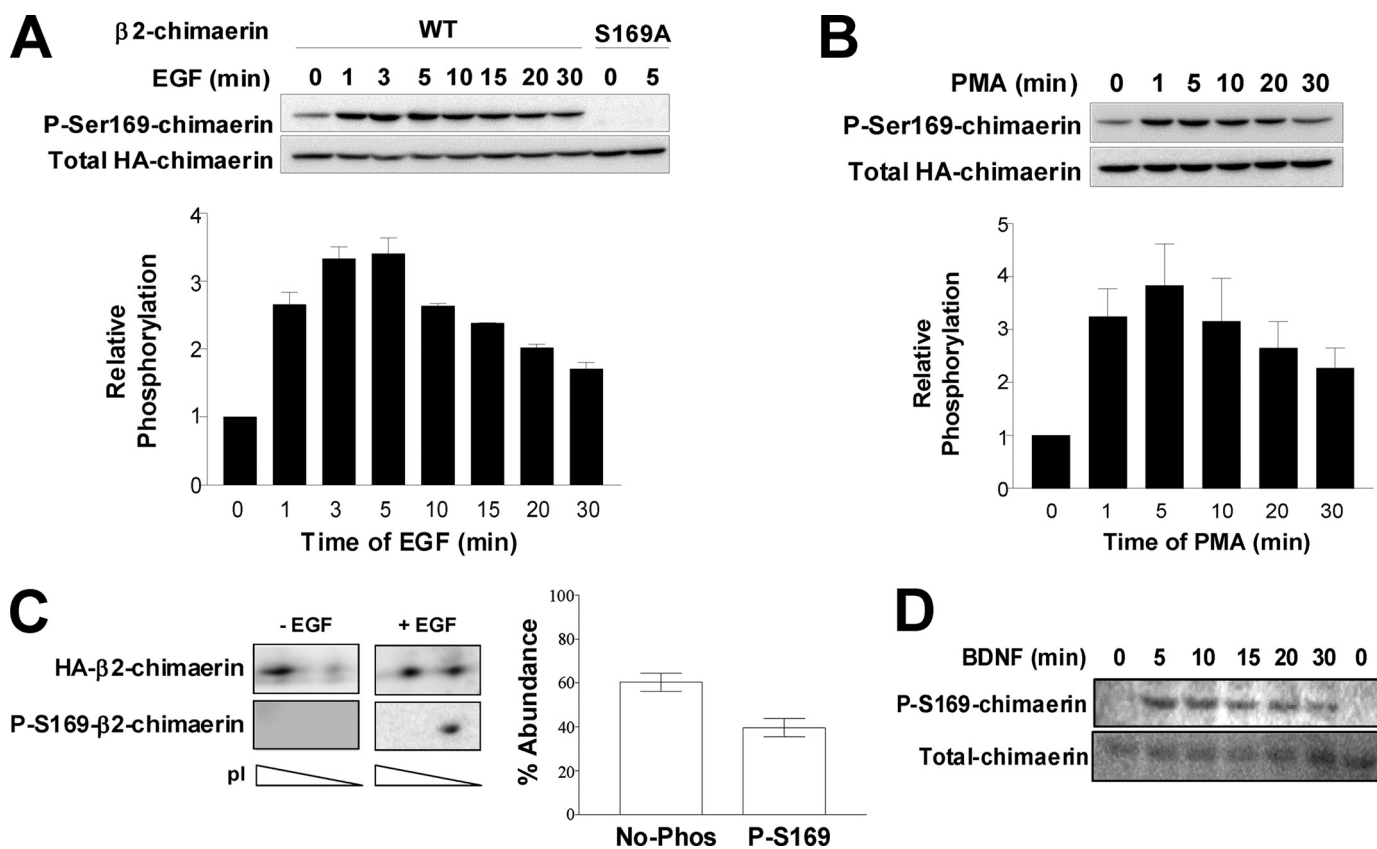 A
β2-chimaerin WT S169A
EGF (min) 0 1 3 5 10 15 20 30 0 5
P-Ser169-chimaerin
Total HA-chimaerin
Relative Phosphorylation
4
3
2
1
0
0 1 3 5 10 15 20 30
Time of EGF (min)
B
PMA (min) 0 1 5 10 20 30
P-Ser169-chimaerin
Total HA-chimaerin
Relative Phosphorylation
5
4
3
2
1
0
0 1 5 10 20 30
Time of PMA (min)
C
- EGF + EGF
HA-β2-chimaerin
P-S169-β2-chimaerin
pI
% Abundance
100
80
60
40
20
0
No-Phos P-S169
D
BDNF (min) 0 5 10 15 20 30 0
P-S169-chimaerin
Total-chimaerin